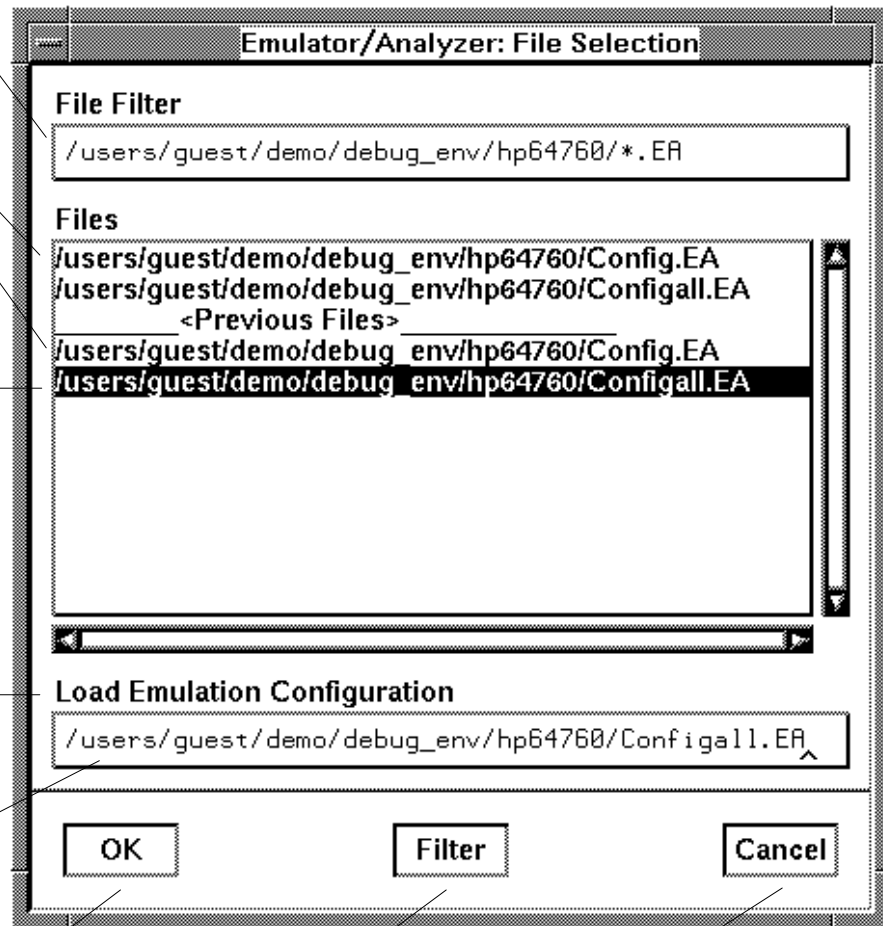 Emulator/Analyzer: File Selection
File Filter
/users/guest/demo/debug_env/hp64760/*.EA
Files
/users/guest/demo/debug_env/hp64760/Config.EA
/users/guest/demo/debug_env/hp64760/Configall.EA
_________<Previous Files>________________
/users/guest/demo/debug_env/hp64760/Config.EA
/users/guest/demo/debug_env/hp64760/Configall.EA
Load Emulation Configuration
/users/guest/demo/debug_env/hp64760/Configall.EA
OK Filter Cancel